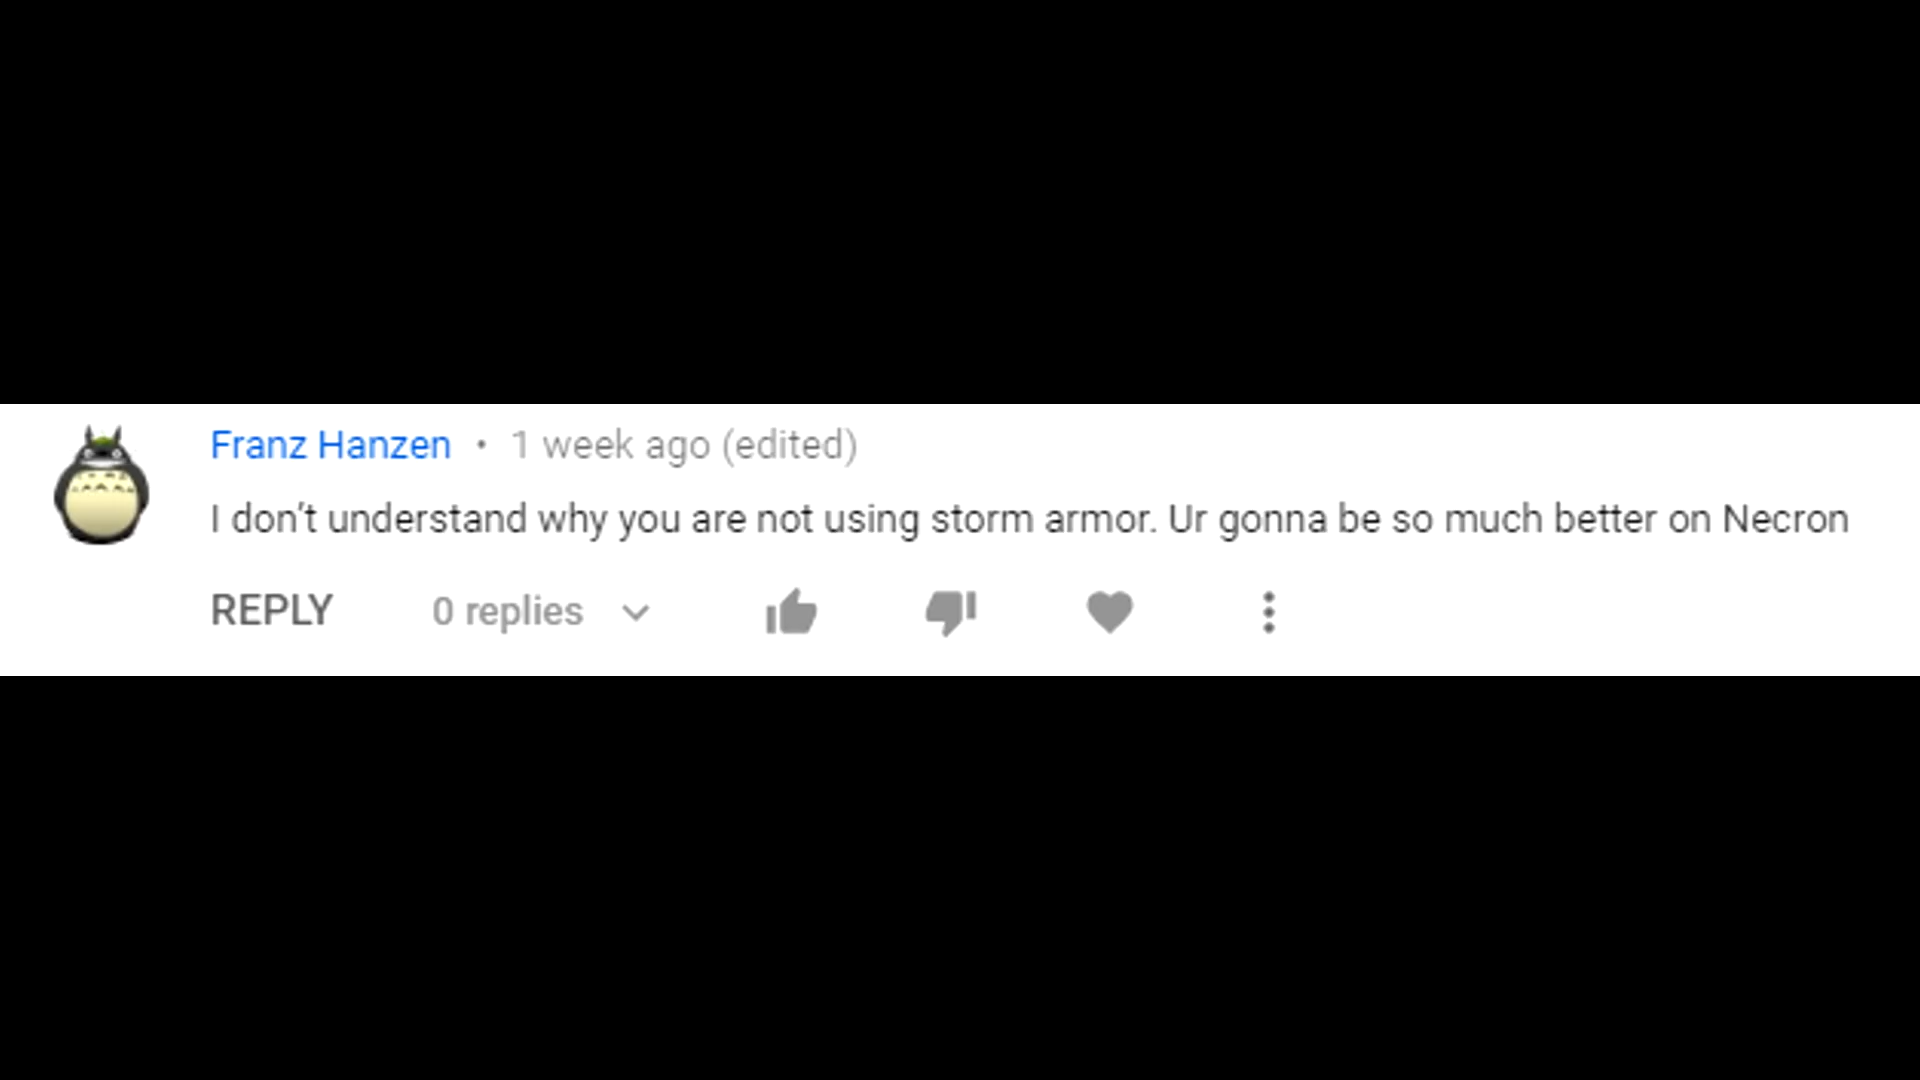 Franz Hanzen • 1 week ago (edited)
I don't understand why you are not using storm armor. Ur gonna be so much better on Necron
REPLY 0 replies